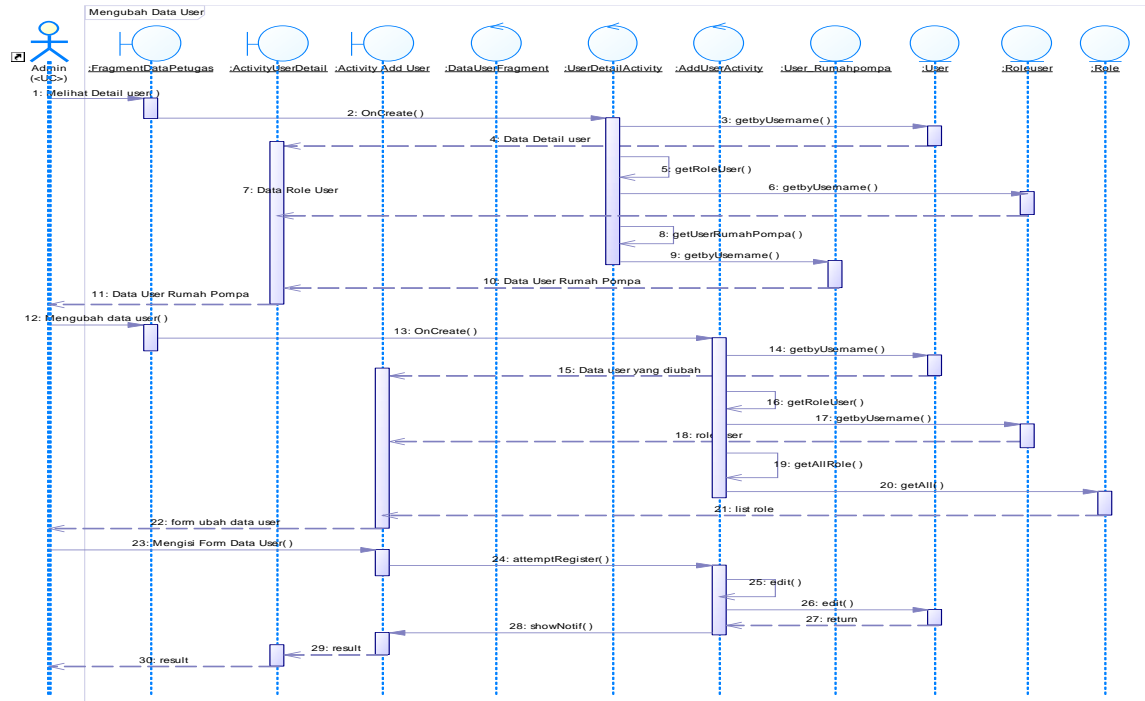 Mengubah Data User
Admin
(<UC>)
:FragmentDataPetugas
:ActivityUserDetail
:Activity Add User
:DataUserFragment
:UserDetailActivity
:AddUserActivity
:User_Rumahpompa
:User
:Roleuser
:Role
1: Melihat Detail user()
2: OnCreate()
3: getbyUsername()
4: Data Detail user
5: getRoleUser()
6: getbyUsername()
7: Data Role User
8: getUserRumahPompa()
9: getbyUsername()
10: Data User Rumah Pompa
11: Data User Rumah Pompa
12: Mengubah data user()
13: OnCreate()
14: getbyUsername()
15: Data user yang diubah
16: getRoleUser()
17: getbyUsername()
18: role user
19: getAllRole()
20: getAll()
21: list role
22: form ubah data user
23: Mengisi Form Data User()
24: attemptRegister()
25: edit()
26: edit()
27: return
28: showNotif()
29: result
30: result